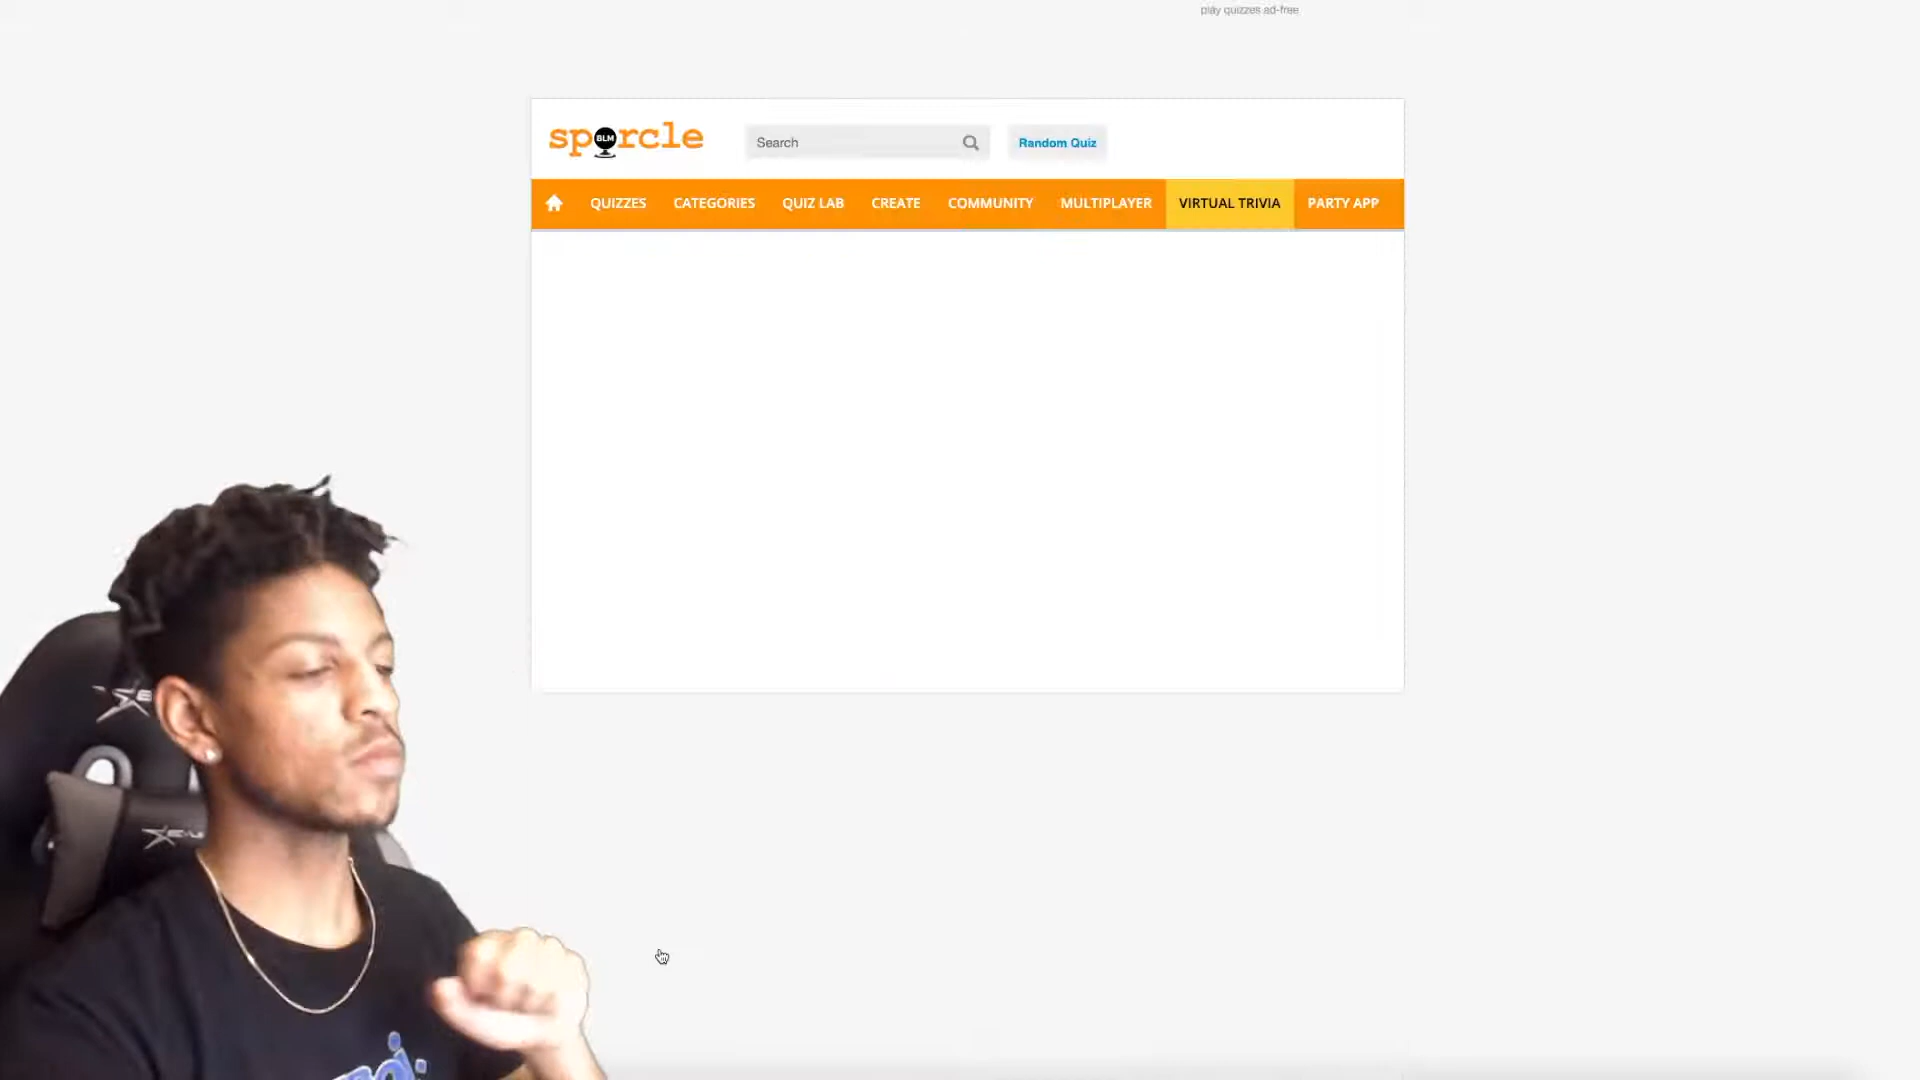 play quizzes ad-free
sporcle
BLM
Search
Random Quiz
QUIZZES CATEGORIES QUIZ LAB CREATE COMMUNITY MULTIPLAYER VIRTUAL TRIVIA PARTY APP